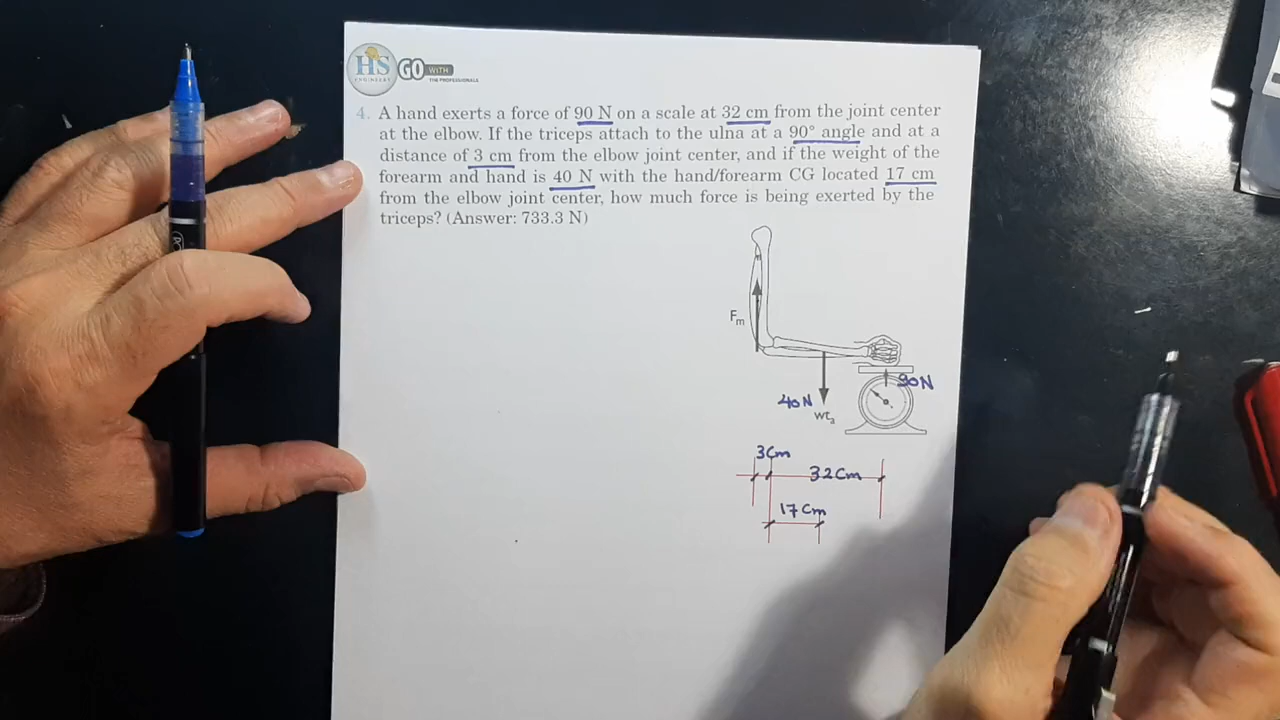 HS
ENGINEERS
GO WITH
THE PROFESSIONALS
4. A hand exerts a force of 90 N on a scale at 32 cm from the joint center
at the elbow. If the triceps attach to the ulna at a 90° angle and at a
distance of 3 cm from the elbow joint center, and if the weight of the
forearm and hand is 40 N with the hand/forearm CG located 17 cm
from the elbow joint center, how much force is being exerted by the
triceps? (Answer: 733.3 N)
Fm
90N
40N
wt
3Cm
32Cm
17Cm